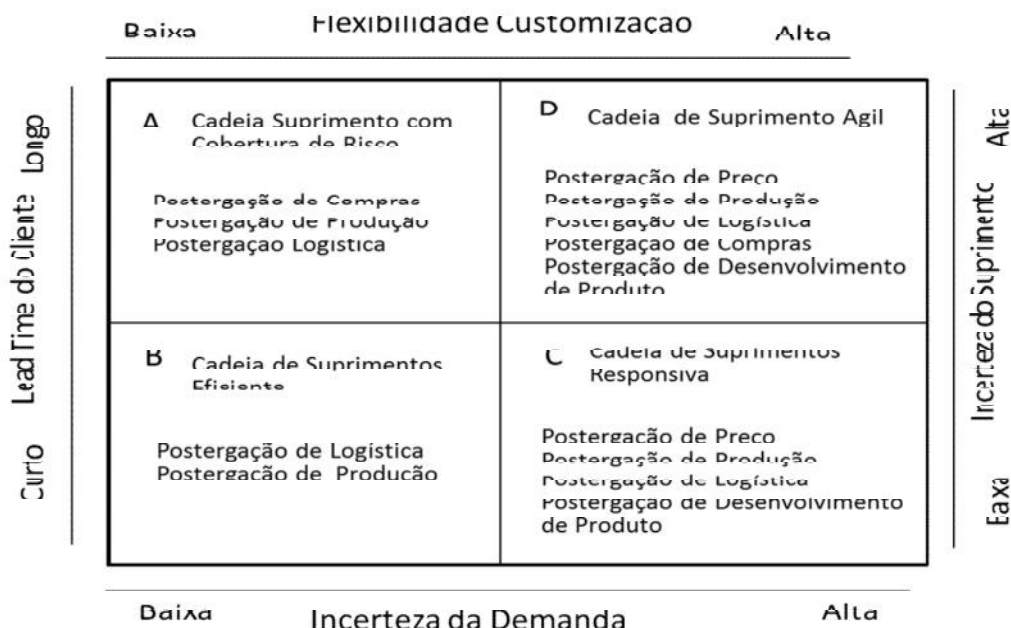 Baixa Flexibilidade Customização Alta
Lead Time do Cliente
Longo
Curto
A Cadeia Suprimento com
Cobertura de Risco
Postergação de Compras
Postergação de Produção
Postergação Logística
D Cadeia de Suprimento Agil
Postergação de Preço
Postergação de Produção
Postergação de Logística
Postergação de Compras
Postergação de Desenvolvimento
de Produto
B Cadeia de Suprimentos
Eficiente
Postergação de Logística
Postergação de Produção
C Cadeia de Suprimentos
Responsiva
Postergação de Preço
Postergação de Produção
Postergação de Logística
Postergação de Desenvolvimento
de Produto
Alta
Incerteza do Suprimento
Baixa
Baixa Incerteza da Demanda Alta